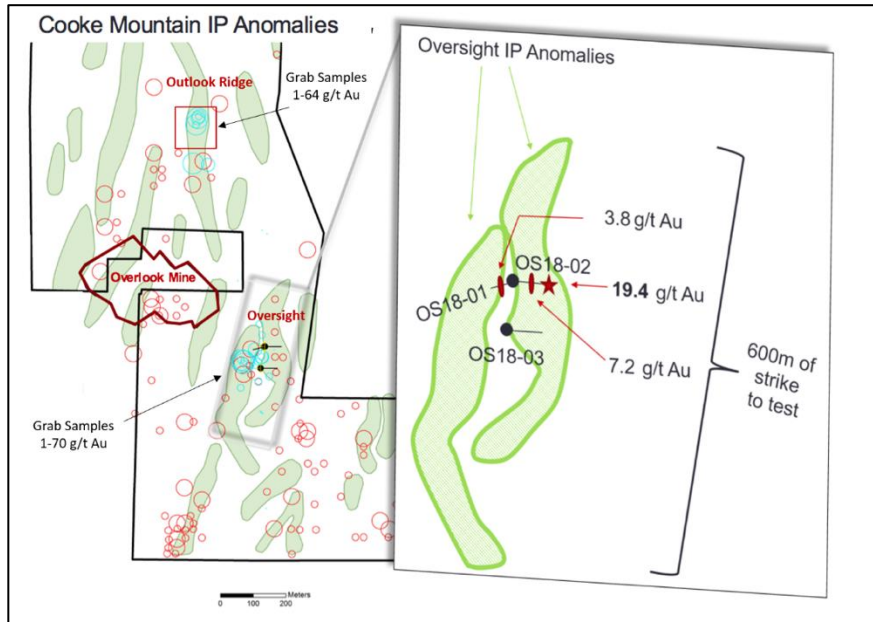 Cooke Mountain IP Anomalies
Outlook Ridge
Grab Samples
1-64 g/t Au
Overlook Mine
Oversight
Grab Samples
1-70 g/t Au
0
100
200
Meters
Oversight IP Anomalies
3.8 g/t Au
OS18-02
OS18-01
19.4 g/t Au
OS18-03
7.2 g/t Au
600m of
strike
to test